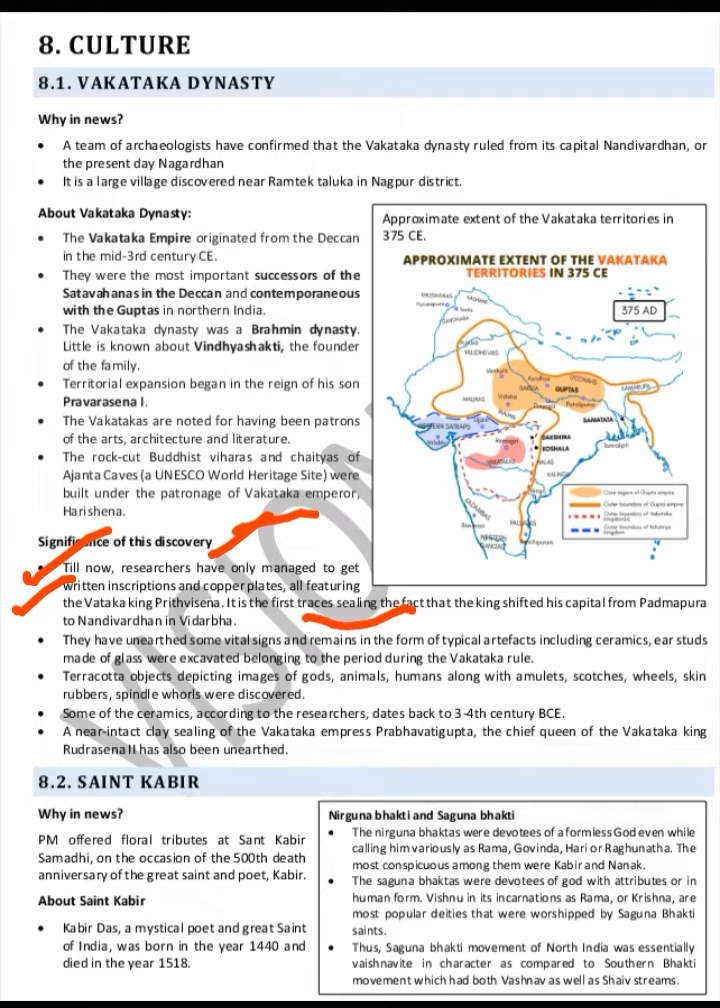 8. CULTURE
8.1. VAKATAKA DYNASTY
Why in news?
• A team of archaeologists have confirmed that the Vakataka dynasty ruled from its capital Nandivardhan, or
the present day Nagardhan
• It is a large village discovered near Ramtek taluka in Nagpur district.
About Vakataka Dynasty:
• The Vakataka Empire originated from the Deccan
in the mid-3rd century CE.
• They were the most important successors of the
Satavahanas in the Deccan and contemporaneous
with the Guptas in northern India.
• The Vakataka dynasty was a Brahmin dynasty.
Little is known about Vindhyashakti, the founder
of the family.
• Territorial expansion began in the reign of his son
Pravarasena I.
• The Vakatakas are noted for having been patrons
of the arts, architecture and literature.
• The rock-cut Buddhist viharas and chaityas of
Ajanta Caves (a UNESCO World Heritage Site) were
built under the patronage of Vakataka emperor,
Harishena.
Approximate extent of the Vakataka territories in
375 CE.
APPROXIMATE EXTENT OF THE VAKATAKA
TERRITORIES IN 375 CE
375 AD
GANDHARA
YAUDHEYAS
GUPTAS
Pataliputra
KAMARUPA
SAMATATA
WESTERN SATRAPS
DAKSHINA
KOSHALA
VAKATAKAS
KADAMBAS
PALLAVAS
Kanchipuram
WESTERN
GANGAS
Core region of Gupta empire
Outer boundary of Gupta empire
Outer boundary of Vakataka
kingdom(s)
Outer boundary of Kshatrapa
kingdom
Significance of this discovery
• Till now, researchers have only managed to get
written inscriptions and copper plates, all featuring
the Vataka king Prithvisena. It is the first traces sealing the fact that the king shifted his capital from Padmapura
to Nandivardhan in Vidarbha.
• They have unearthed some vital signs and remains in the form of typical artefacts including ceramics, ear studs
made of glass were excavated belonging to the period during the Vakataka rule.
• Terracotta objects depicting images of gods, animals, humans along with amulets, scotches, wheels, skin
rubbers, spindle whorls were discovered.
• Some of the ceramics, according to the researchers, dates back to 3-4th century BCE.
• A near-intact clay sealing of the Vakataka empress Prabhavatigupta, the chief queen of the Vakataka king
Rudrasena II has also been unearthed.
VISION
8.2. SAINT KABIR
Why in news?
PM offered floral tributes at Sant Kabir
Samadhi, on the occasion of the 500th death
anniversary of the great saint and poet, Kabir.
About Saint Kabir
• Kabir Das, a mystical poet and great Saint
of India, was born in the year 1440 and
died in the year 1518.
Nirguna bhakti and Saguna bhakti
• The nirguna bhaktas were devotees of a formless God even while
calling him variously as Rama, Govinda, Hari or Raghunatha. The
most conspicuous among them were Kabir and Nanak.
• The saguna bhaktas were devotees of god with attributes or in
human form. Vishnu in its incarnations as Rama, or Krishna, are
most popular deities that were worshipped by Saguna Bhakti
saints.
• Thus, Saguna bhakti movement of North India was essentially
vaishnavite in character as compared to Southern Bhakti
movement which had both Vashnav as well as Shaiv streams.